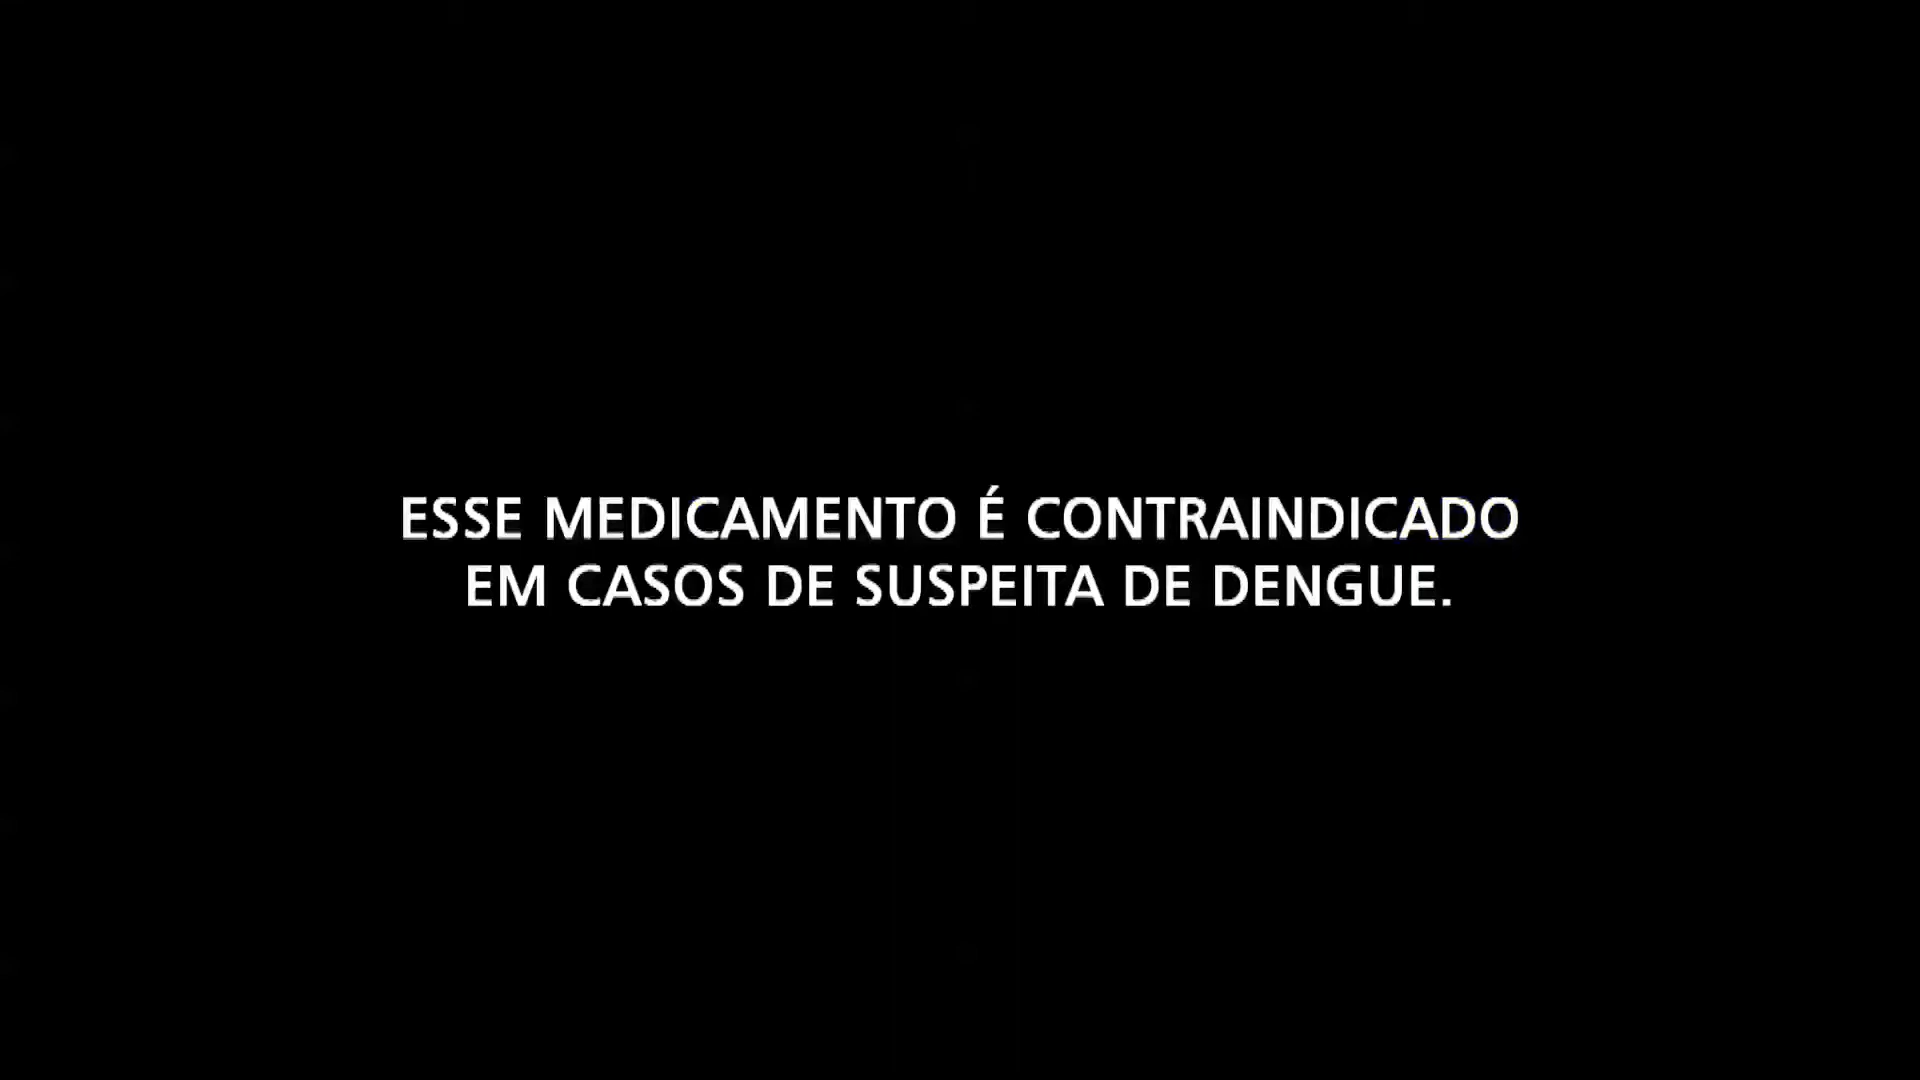 ESSE MEDICAMENTO É CONTRAINDICADO
EM CASOS DE SUSPEITA DE DENGUE.